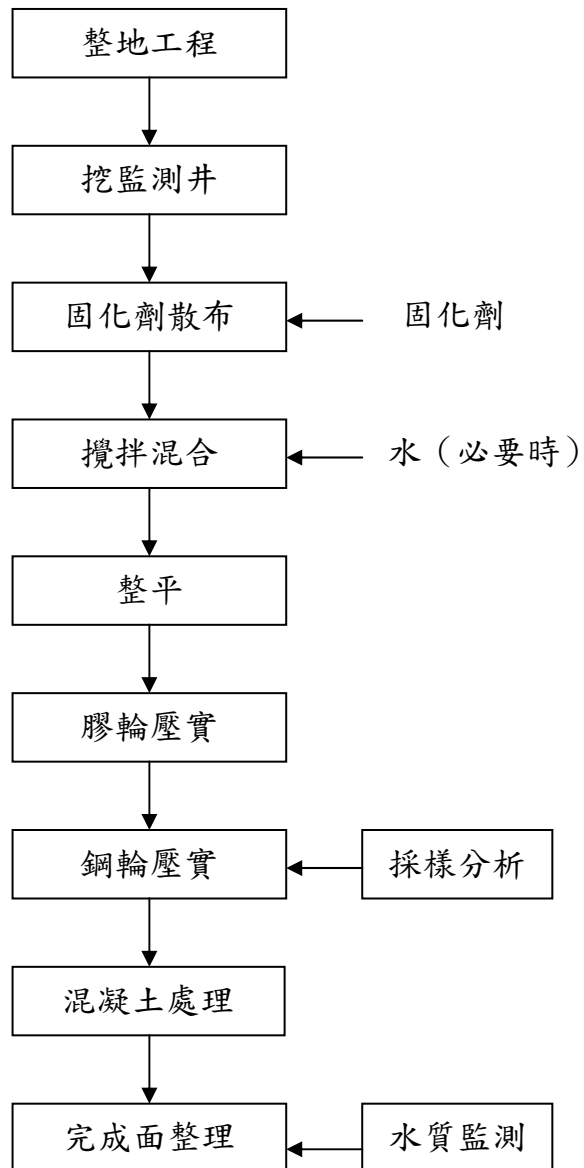 整地工程
挖監測井
固化劑散布
固化劑
攪拌混合
水（必要時）
整平
膠輪壓實
鋼輪壓實
採樣分析
混凝土處理
完成面整理
水質監測